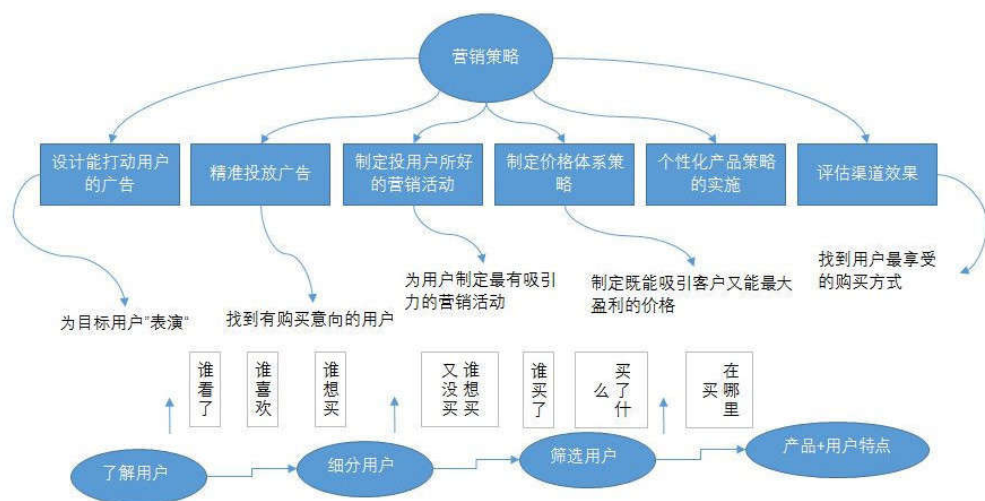 营销策略
设计能打动用户
的广告
精准投放广告
制定投用户所好
的营销活动
制定价格体系策
略
个性化产品策略
的实施
评估渠道效果
为目标用户"表演"
找到有购买意向的用户
为用户制定最有吸引
力的营销活动
制定既能吸引客户又能最大
盈利的价格
找到用户最享受
的购买方式
谁看了
谁喜欢
谁想买
谁想买
又没买
谁买了
买了什
么
在哪里
买
了解用户
细分用户
筛选用户
产品+用户特点